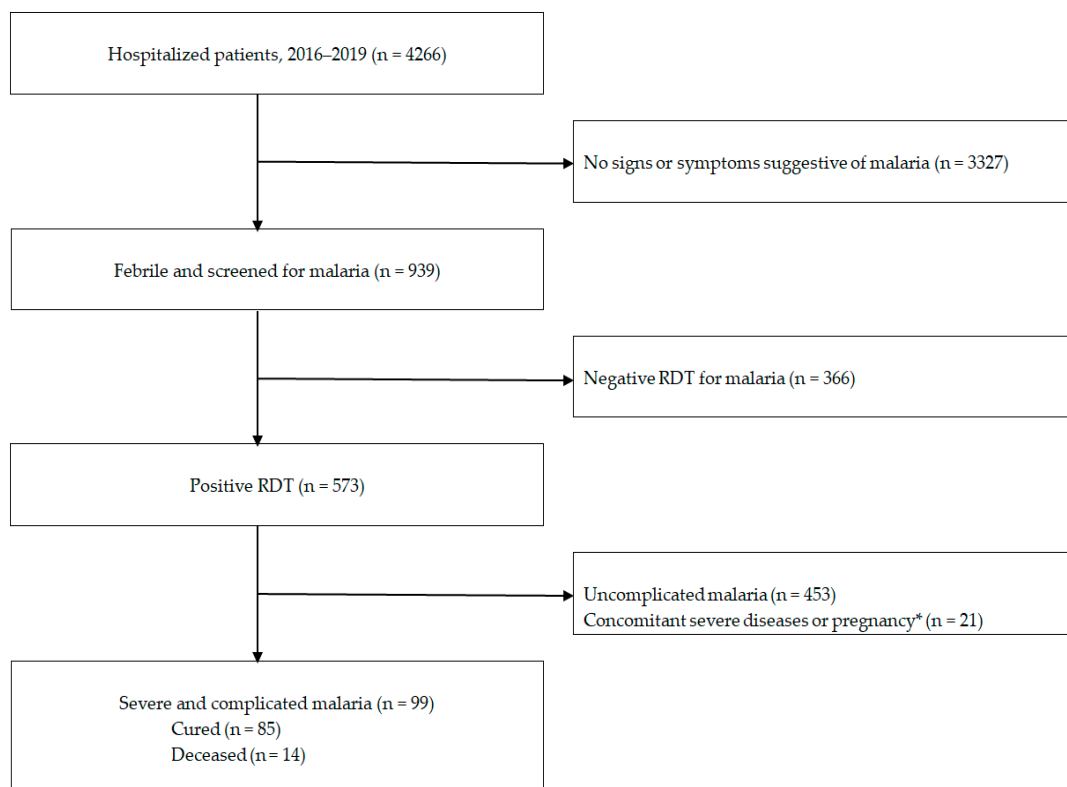 Hospitalized patients, 2016–2019 (n = 4266)
No signs or symptoms suggestive of malaria (n = 3327)
Febrile and screened for malaria (n = 939)
Negative RDT for malaria (n = 366)
Positive RDT (n = 573)
Uncomplicated malaria (n = 453)
Concomitant severe diseases or pregnancy* (n = 21)
Severe and complicated malaria (n = 99)
Cured (n = 85)
Deceased (n = 14)